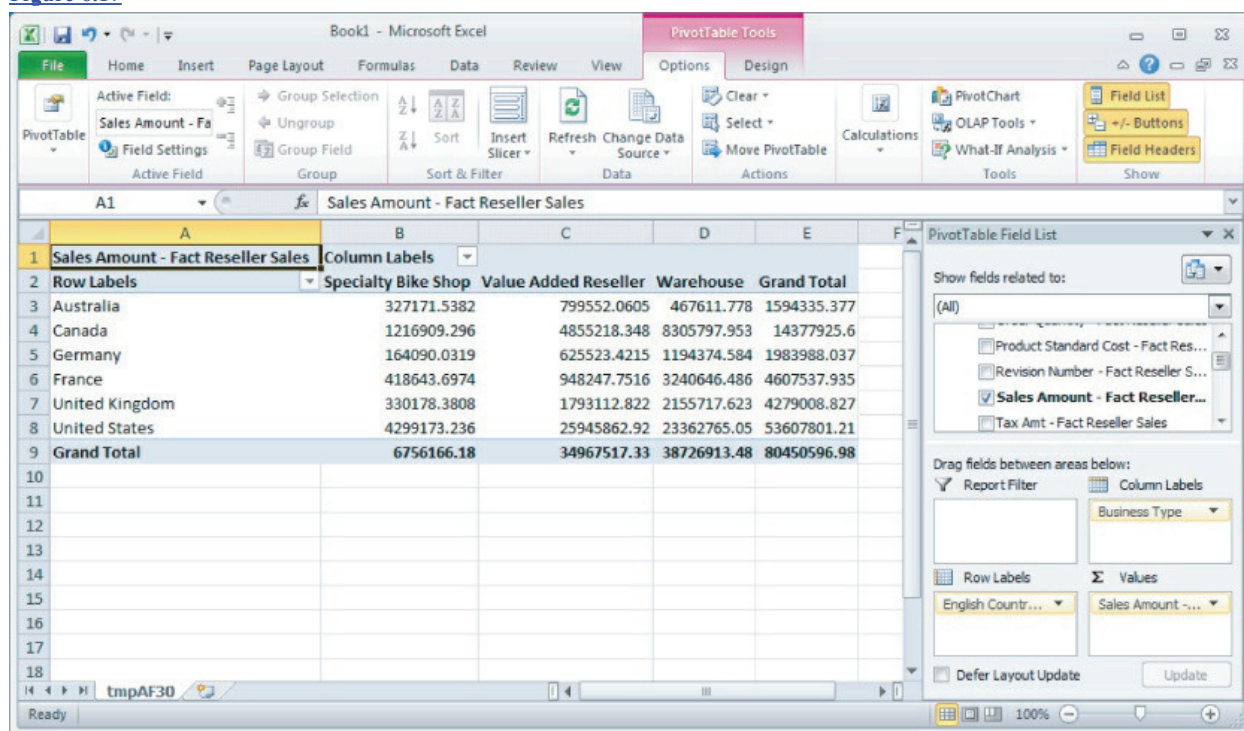 Book1 - Microsoft Excel
PivotTable Tools
File Home Insert Page Layout Formulas Data Review View Options Design
PivotTable
Active Field:
Sales Amount - Fa
Field Settings
Active Field
Group Selection
Ungroup
Group Field
Group
Sort
Insert Slicer
Sort & Filter
Refresh
Change Data Source
Data
Clear
Select
Move PivotTable
Actions
Calculations
PivotChart
OLAP Tools
What-If Analysis
Tools
Field List
+/- Buttons
Field Headers
Show
A1 fx Sales Amount - Fact Reseller Sales
A B C D E F
1 Sales Amount - Fact Reseller Sales Column Labels
2 Row Labels Specialty Bike Shop Value Added Reseller Warehouse Grand Total
3 Australia 327171.5382 799552.0605 467611.778 1594335.377
4 Canada 1216909.296 4855218.348 8305797.953 14377925.6
5 Germany 164090.0319 625523.4215 1194374.584 1983988.037
6 France 418643.6974 948247.7516 3240646.486 4607537.935
7 United Kingdom 330178.3808 1793112.822 2155717.623 4279008.827
8 United States 4299173.236 25945862.92 23362765.05 53607801.21
9 Grand Total 6756166.18 34967517.33 38726913.48 80450596.98
10
11
12
13
14
15
16
17
18
PivotTable Field List
Show fields related to:
(All)
Product Standard Cost - Fact Res...
Revision Number - Fact Reseller S...
Sales Amount - Fact Reseller...
Tax Amt - Fact Reseller Sales
Drag fields between areas below:
Report Filter Column Labels
Business Type
Row Labels Σ Values
English Countr... Sales Amount -...
Defer Layout Update Update
tmpAF30
Ready 100%